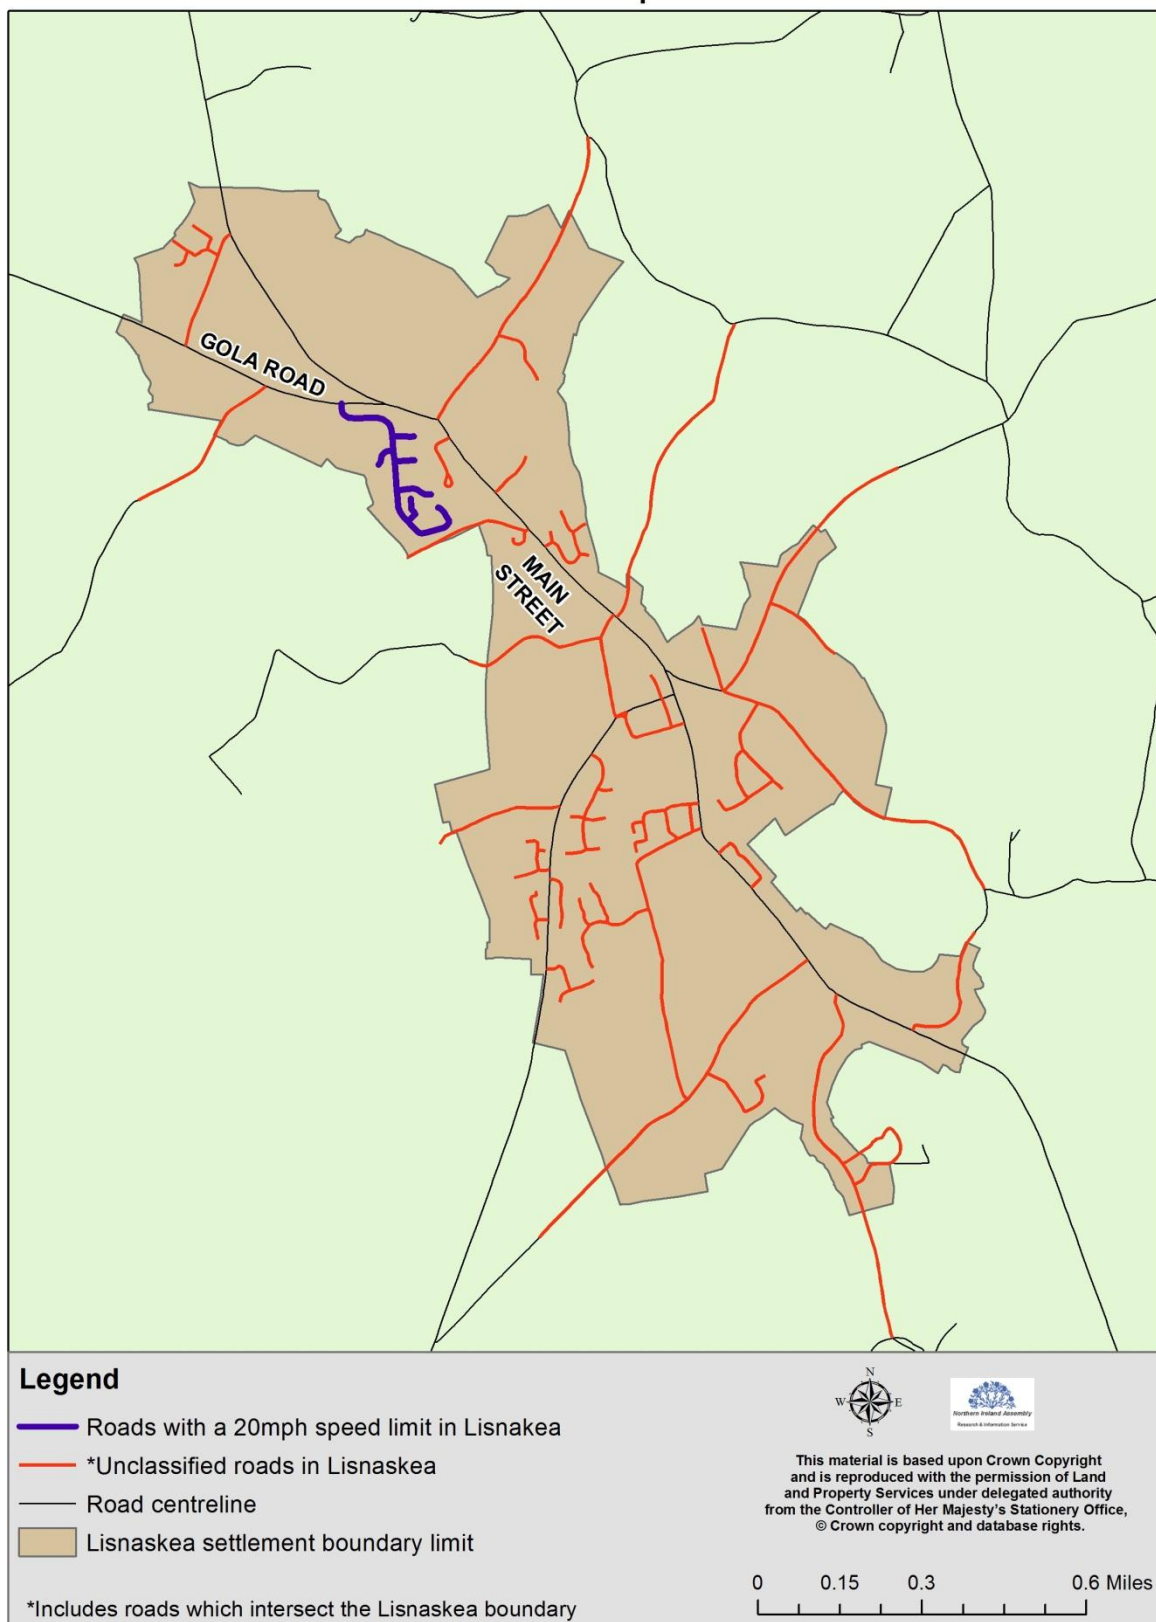 GOLA ROAD
MAIN
STREET
Legend
Roads with a 20mph speed limit in Lisnakea
*Unclassified roads in Lisnaskea
Road centreline
Lisnaskea settlement boundary limit
*Includes roads which intersect the Lisnaskea boundary
N
W E
S
Northern Ireland Assembly
Research & Information Service
This material is based upon Crown Copyright
and is reproduced with the permission of Land
and Property Services under delegated authority
from the Controller of Her Majesty's Stationery Office,
© Crown copyright and database rights.
0 0.15 0.3 0.6 Miles